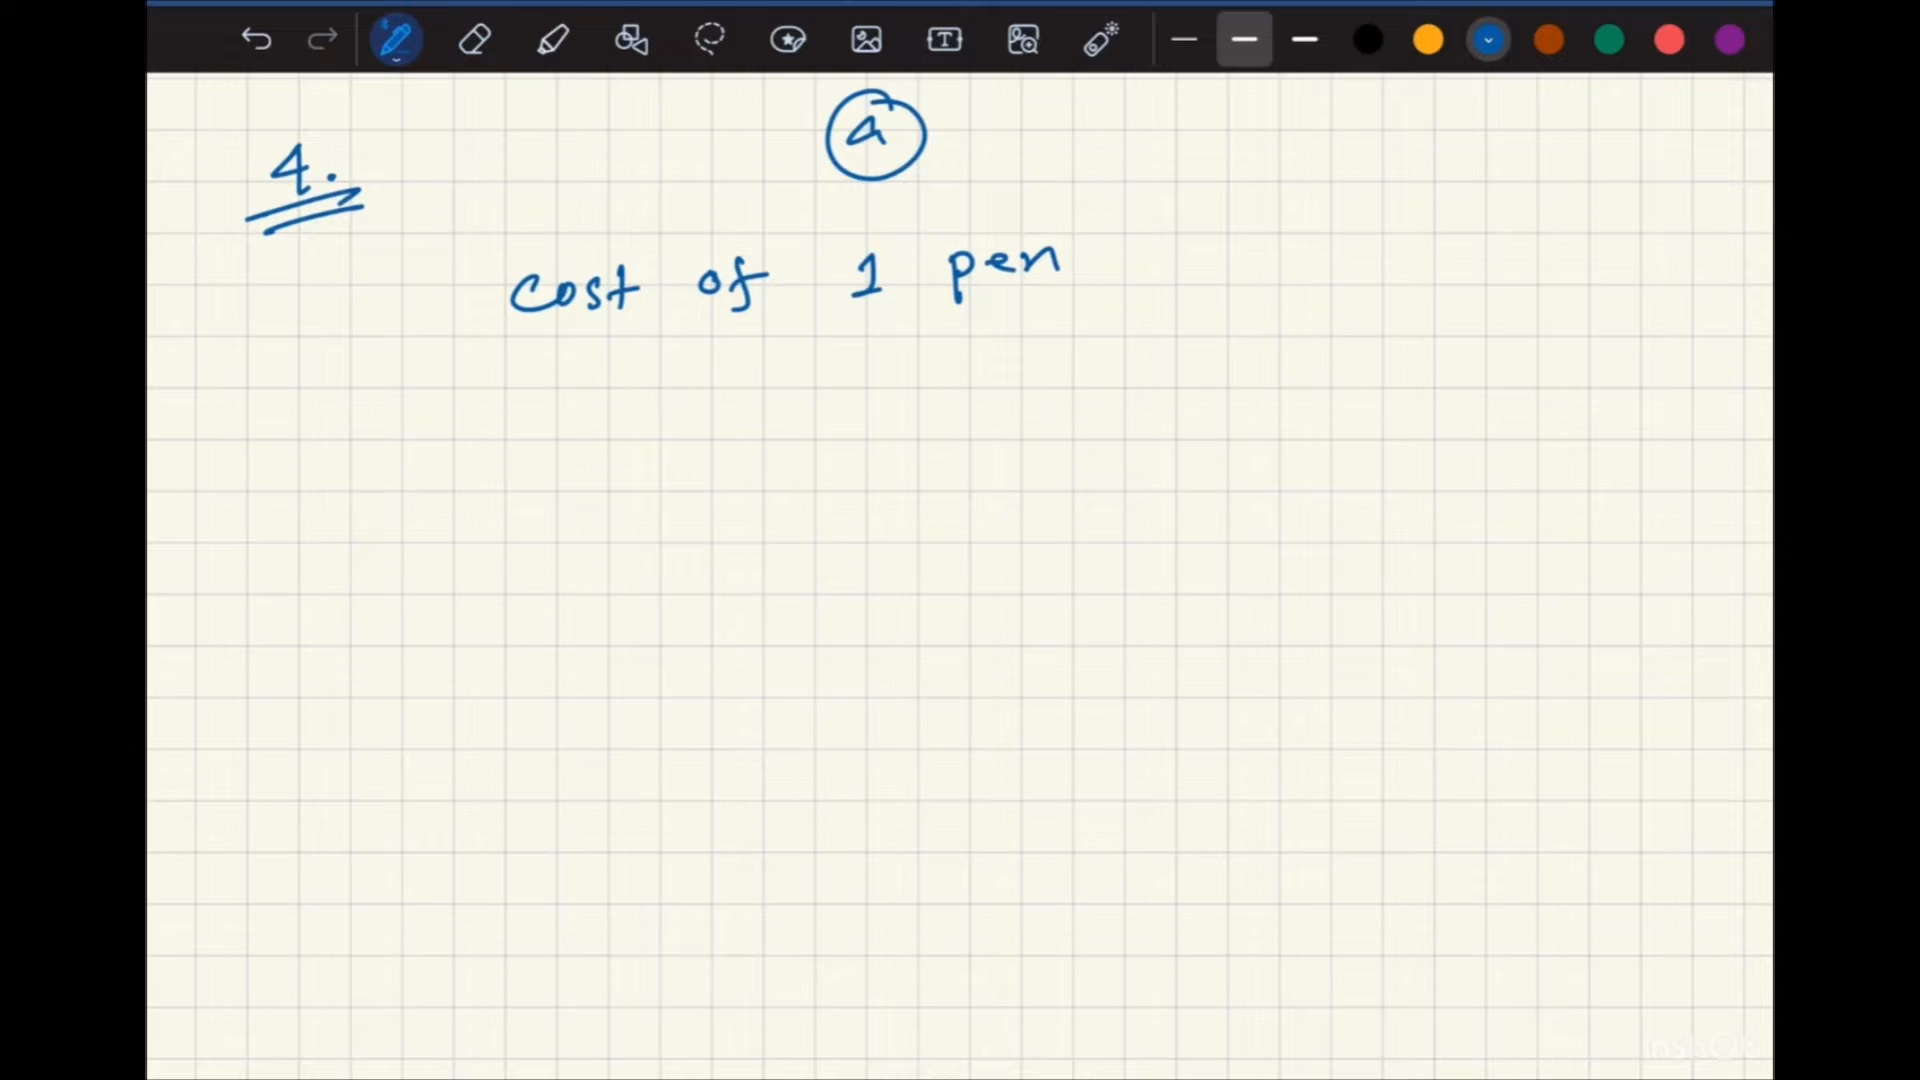 a
4.
cost of 1 pen